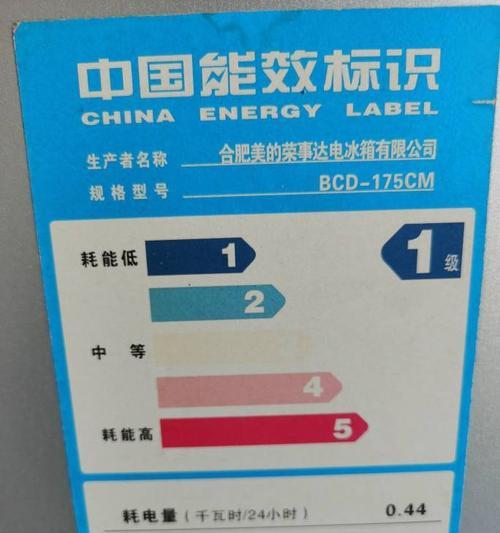 中国能效标识
CHINA ENERGY LABEL
生产者名称 合肥美的荣事达电冰箱有限公司
规格型号 BCD-175CM
耗能低 1 1级
2
中 等
4
耗能高 5
耗电量（千瓦时/24小时） 0.44